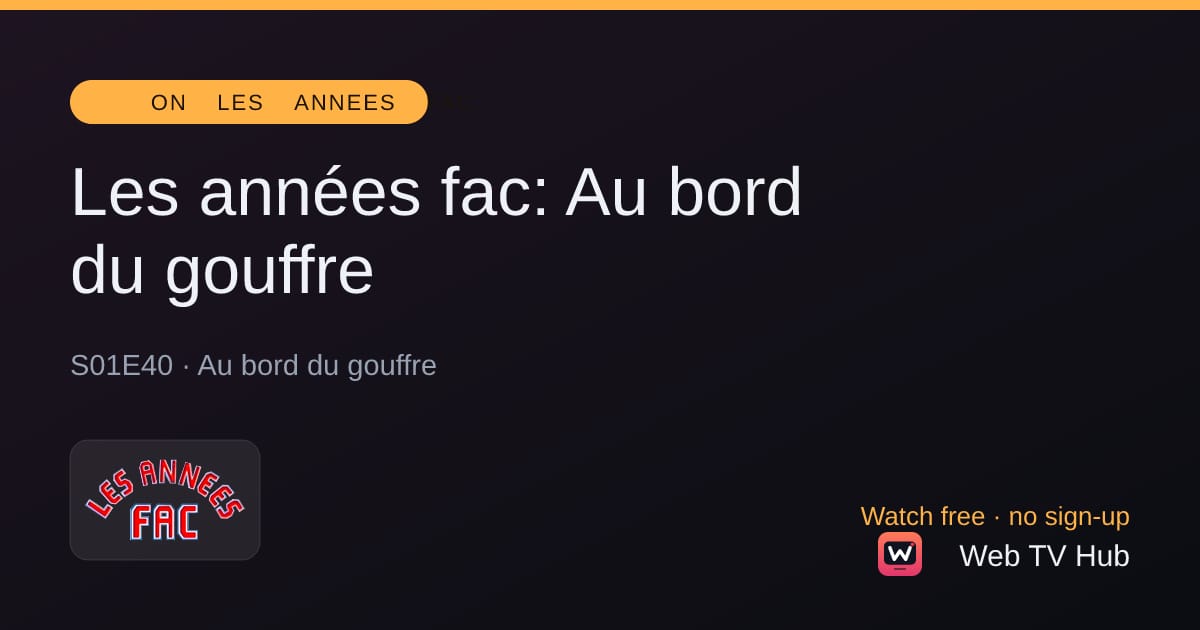 ON LES ANNEES
Les années fac: Au bord
du gouffre
S01E40 · Au bord du gouffre
LES ANNEES
FAC
Watch free · no sign-up
W
Web TV Hub